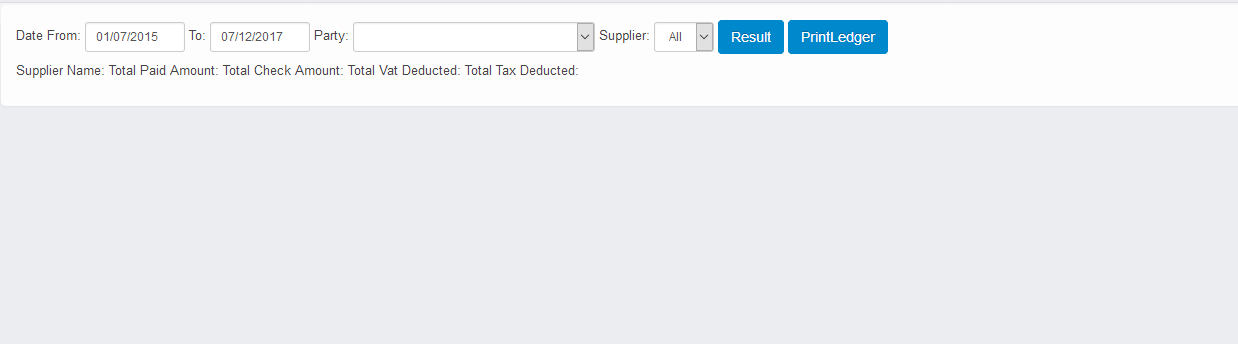 Date From: 01/07/2015 To: 07/12/2017 Party: Supplier: All Result PrintLedger
Supplier Name: Total Paid Amount: Total Check Amount: Total Vat Deducted: Total Tax Deducted: